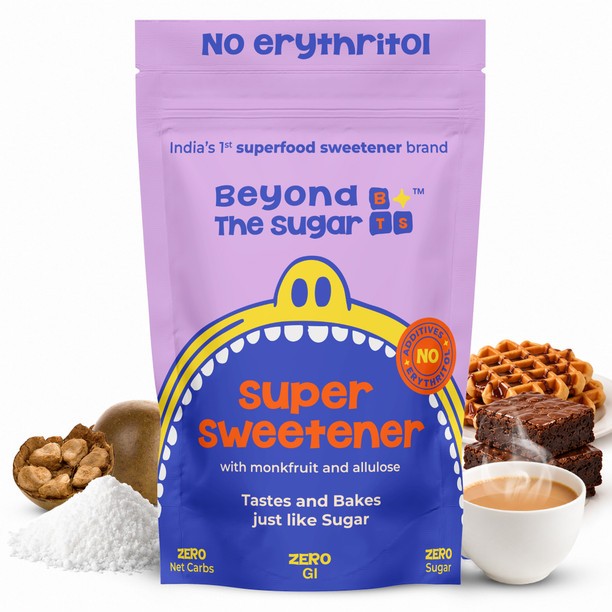 No erythritol
India's 1st superfood sweetener brand
Beyond B
The Sugar T S
TM
ADDITIVES
NO
ERYTHRITOL
Super
Sweetener
with monkfruit and allulose
Tastes and Bakes
just like Sugar
ZERO
Net Carbs
ZERO
GI
ZERO
Sugar